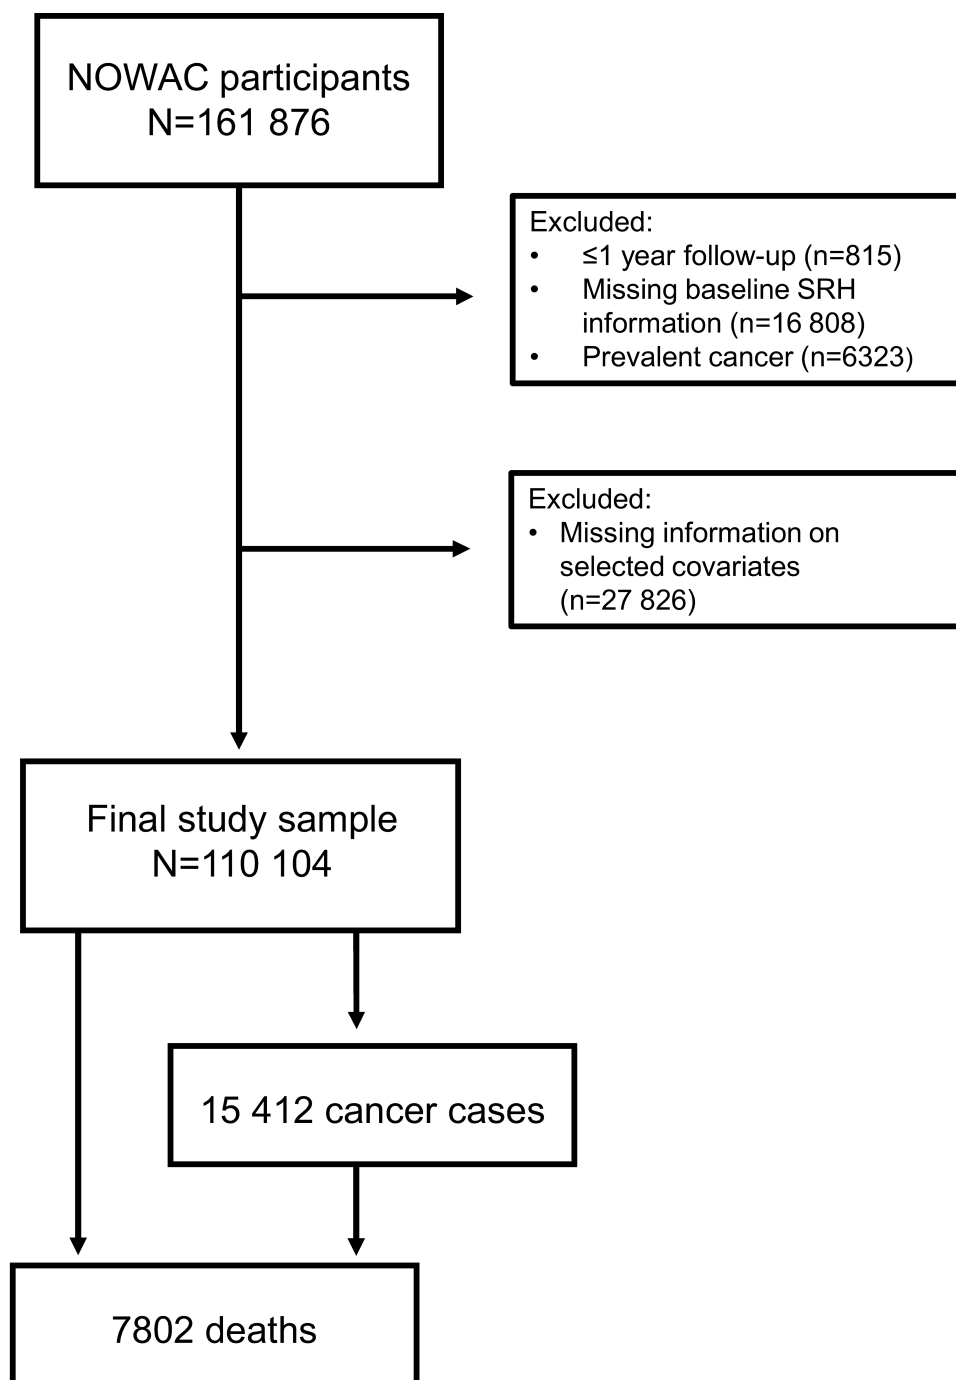 NOWAC participants
N=161 876
Excluded:
• ≤1 year follow-up (n=815)
• Missing baseline SRH
information (n=16 808)
• Prevalent cancer (n=6323)
Excluded:
• Missing information on
selected covariates
(n=27 826)
Final study sample
N=110 104
15 412 cancer cases
7802 deaths